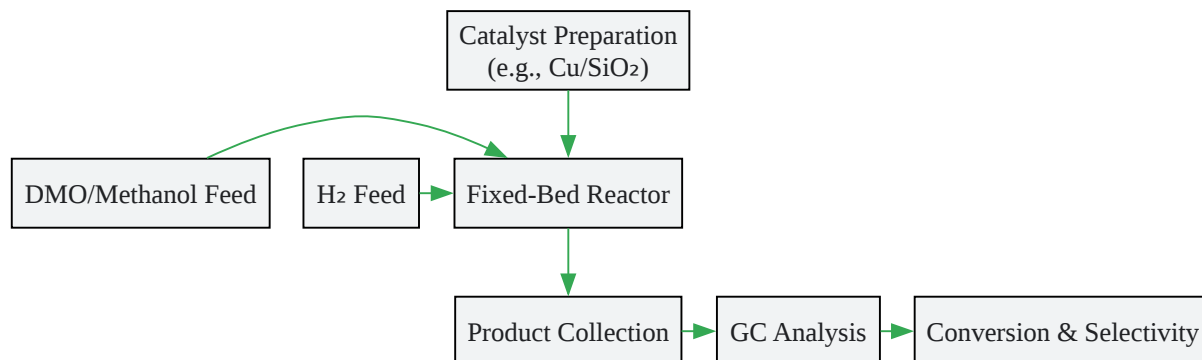 Catalyst Preparation
(e.g., Cu/SiO₂)
DMO/Methanol Feed
H₂ Feed
Fixed-Bed Reactor
Product Collection
GC Analysis
Conversion & Selectivity